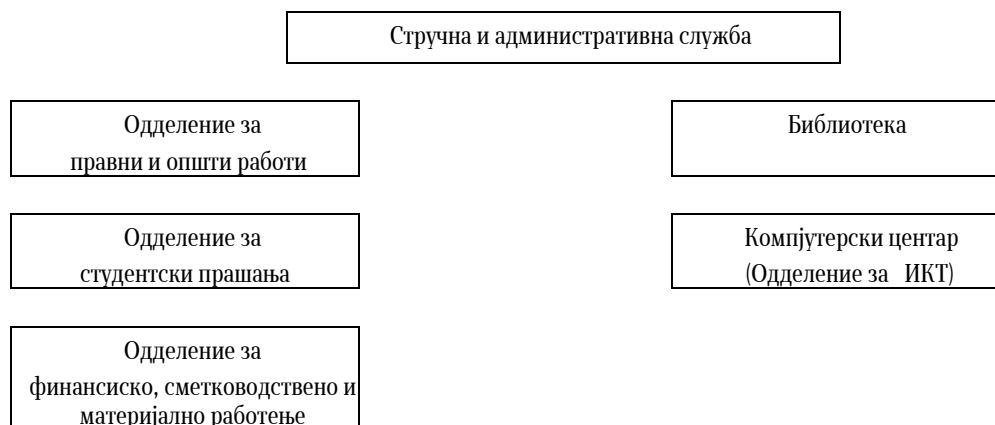 Стручна и административна служба
Одделение за
правни и општи работи
Библиотека
Одделение за
студентски прашања
Компјутерски центар
(Одделение за ИКТ)
Одделение за
финансиско, сметководствено и
материјално работење